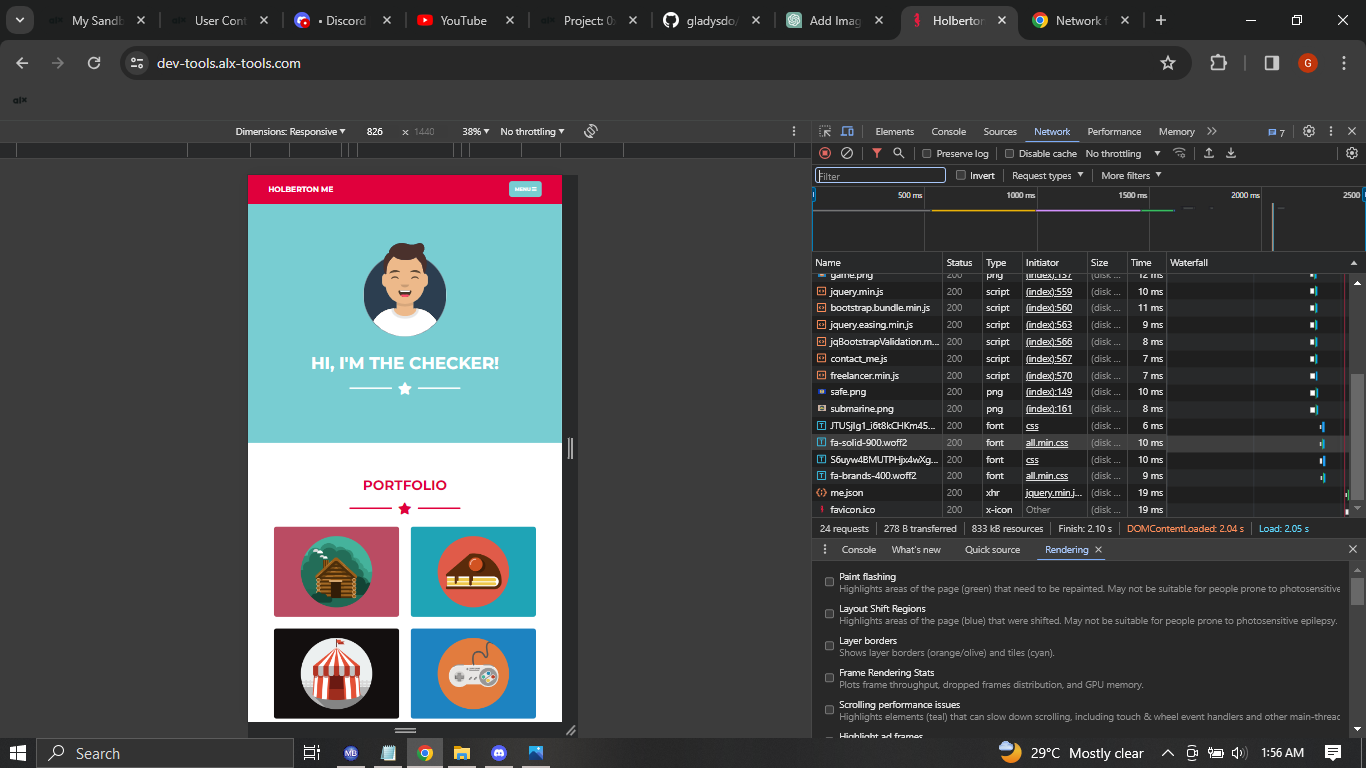 My Sandb
User Cont
• Discord
YouTube
Project: 0x
gladysdo/
Add Imag
Holberton
Network f
dev-tools.alx-tools.com
alx
Dimensions: Responsive 826 × 1440 38% No throttling
Elements Console Sources Network Performance Memory 7
Preserve log Disable cache No throttling
Filter Invert Request types More filters
500 ms 1000 ms 1500 ms 2000 ms 2500
Name Status Type Initiator Size Time Waterfall
game.png 200 png (index):137 (disk ... 12 ms
jquery.min.js 200 script (index):559 (disk ... 10 ms
bootstrap.bundle.min.js 200 script (index):560 (disk ... 11 ms
jquery.easing.min.js 200 script (index):563 (disk ... 9 ms
jqBootstrapValidation.m... 200 script (index):566 (disk ... 8 ms
contact_me.js 200 script (index):567 (disk ... 7 ms
freelancer.min.js 200 script (index):570 (disk ... 7 ms
safe.png 200 png (index):149 (disk ... 10 ms
submarine.png 200 png (index):161 (disk ... 8 ms
JTUSjIg1_i6t8kCHKm45... 200 font css (disk ... 6 ms
fa-solid-900.woff2 200 font all.min.css (disk ... 10 ms
S6uyw4BMUTPHjx4wXg... 200 font css (disk ... 10 ms
fa-brands-400.woff2 200 font all.min.css (disk ... 9 ms
me.json 200 xhr jquery.min.j... (disk ... 19 ms
favicon.ico 200 x-icon Other (disk ... 19 ms
24 requests 278 B transferred 833 kB resources Finish: 2.10 s DOMContentLoaded: 2.04 s Load: 2.05 s
Console What's new Quick source Rendering
Paint flashing
Highlights areas of the page (green) that need to be repainted. May not be suitable for people prone to photosensitive
Layout Shift Regions
Highlights areas of the page (blue) that were shifted. May not be suitable for people prone to photosensitive epilepsy.
Layer borders
Shows layer borders (orange/olive) and tiles (cyan).
Frame Rendering Stats
Plots frame throughput, dropped frames distribution, and GPU memory.
Scrolling performance issues
Highlights elements (teal) that can slow down scrolling, including touch & wheel event handlers and other main-threac
Highlight ad frames
HOLBERTON ME
MENU
HI, I'M THE CHECKER!
PORTFOLIO
G
Search
MB
29°C Mostly clear
1:56 AM